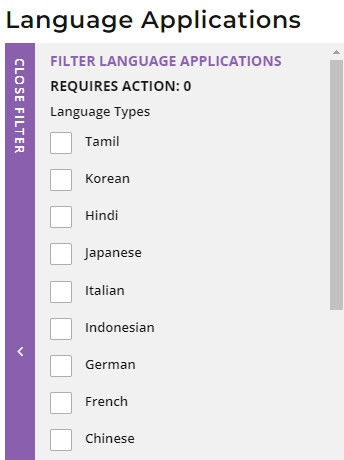 Language Applications
CLOSE FILTER
FILTER LANGUAGE APPLICATIONS
REQUIRES ACTION: 0
Language Types
Tamil
Korean
Hindi
Japanese
Italian
Indonesian
German
French
Chinese